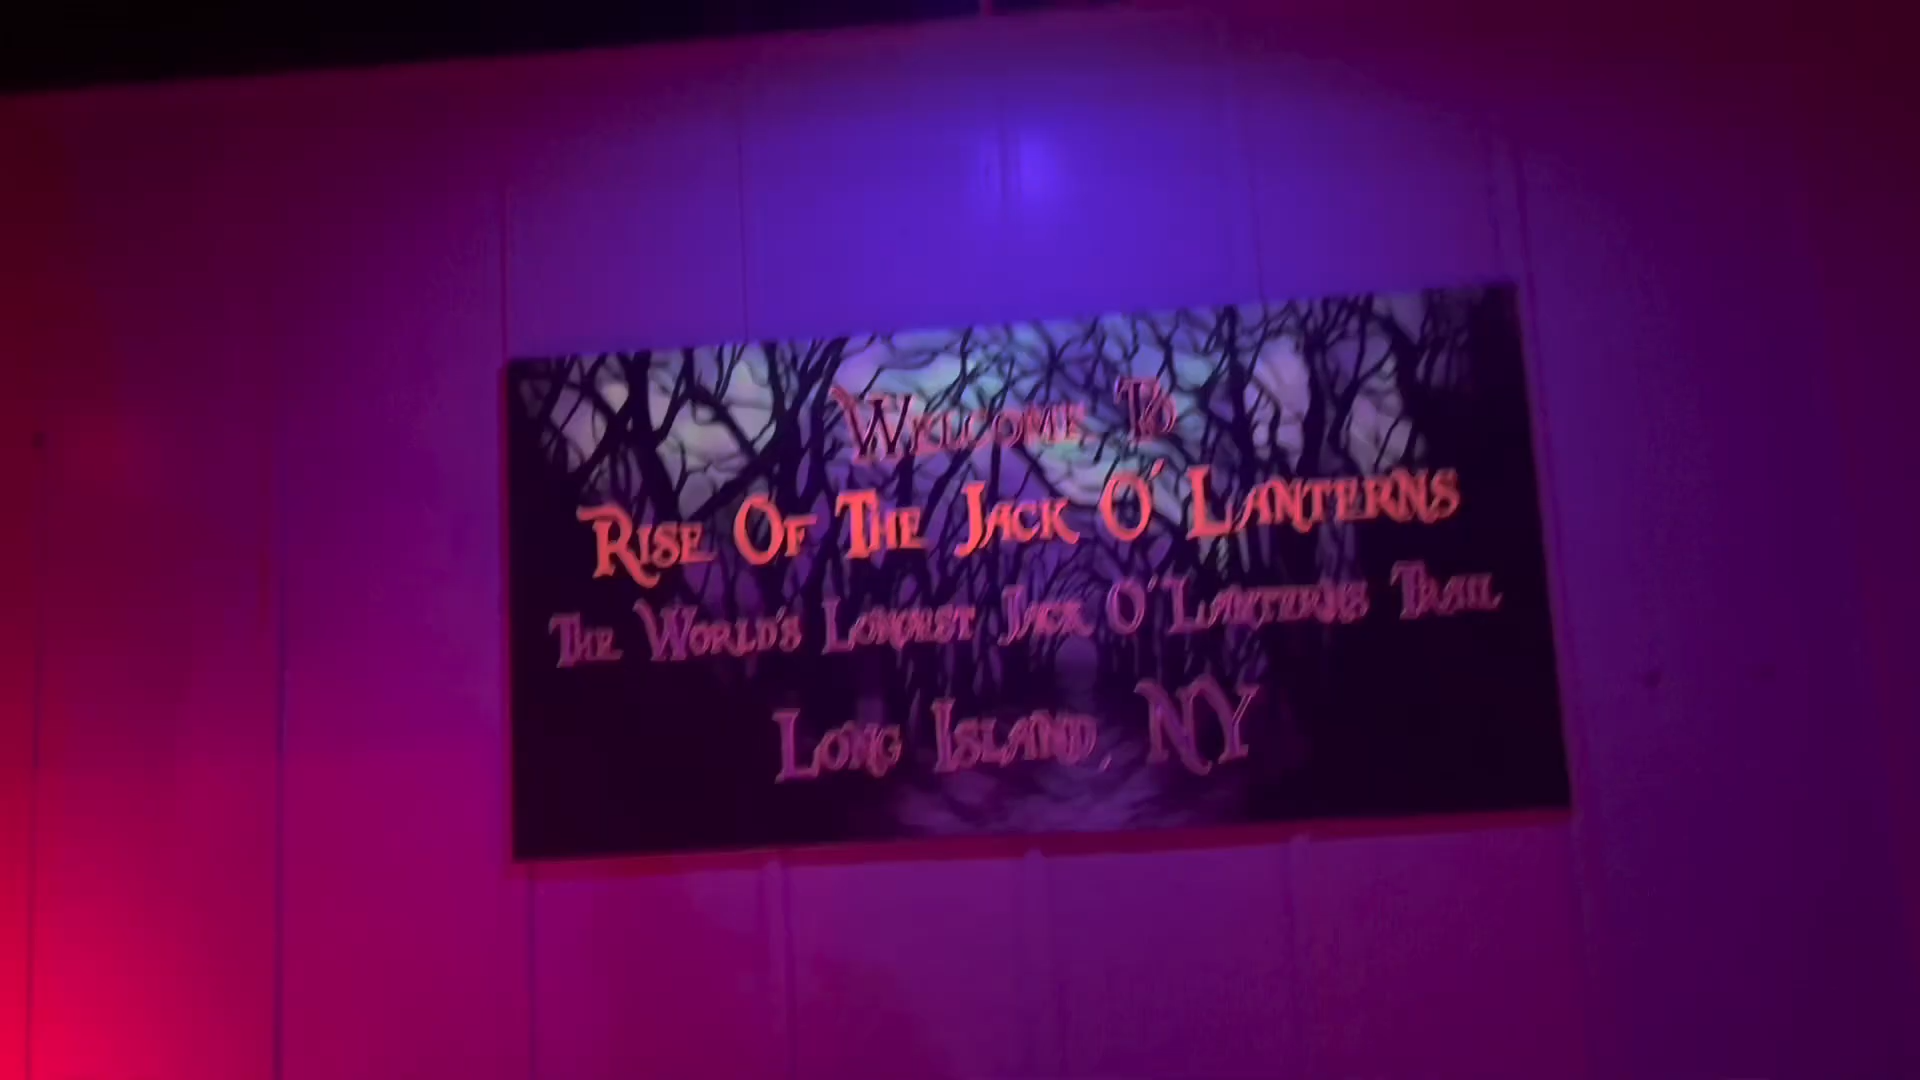 Welcome To
Rise Of The Jack O' Lanterns
The World's Longest Jack O' Lanterns Trail
Long Island, NY